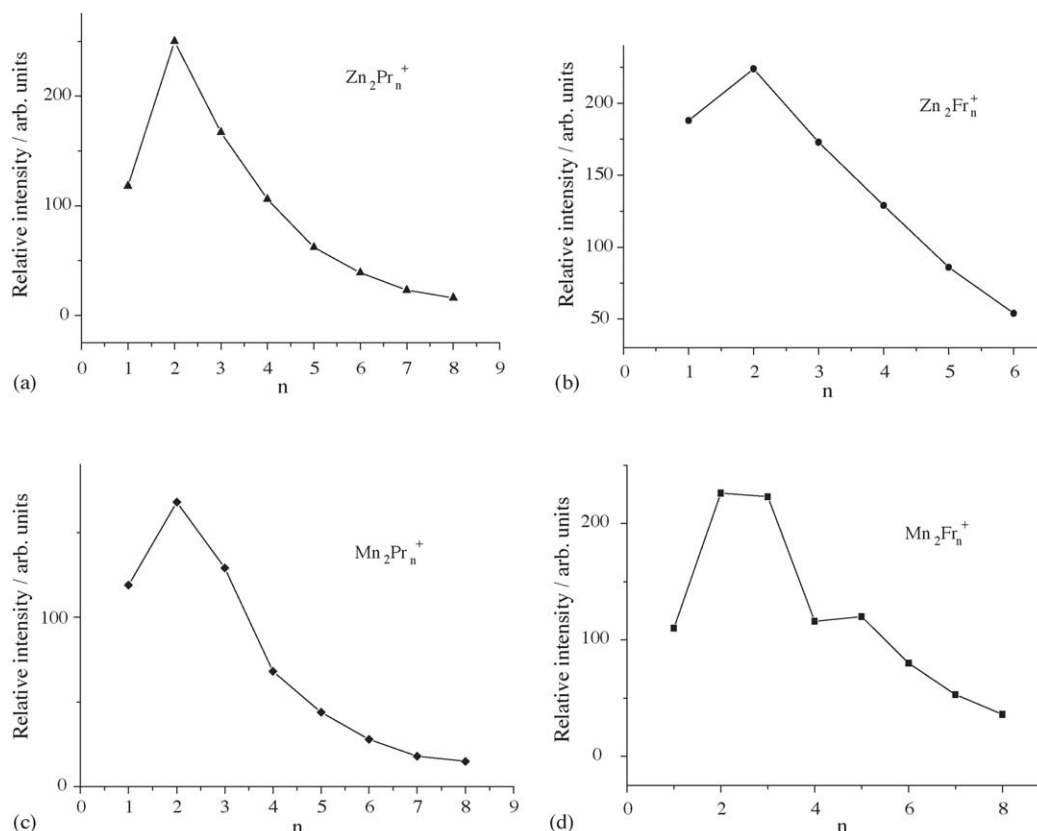 Relative intensity / arb. units
200
100
0
Zn₂Prₙ⁺
0 1 2 3 4 5 6 7 8 9
(a)
n
Relative intensity / arb. units
200
150
100
50
Zn₂Frₙ⁺
0 1 2 3 4 5 6
(b)
n
Relative intensity / arb. units
100
0
Mn₂Prₙ⁺
0 1 2 3 4 5 6 7 8 9
(c)
n
Relative intensity / arb. units
200
100
0
Mn₂Frₙ⁺
0 2 4 6 8
(d)
n